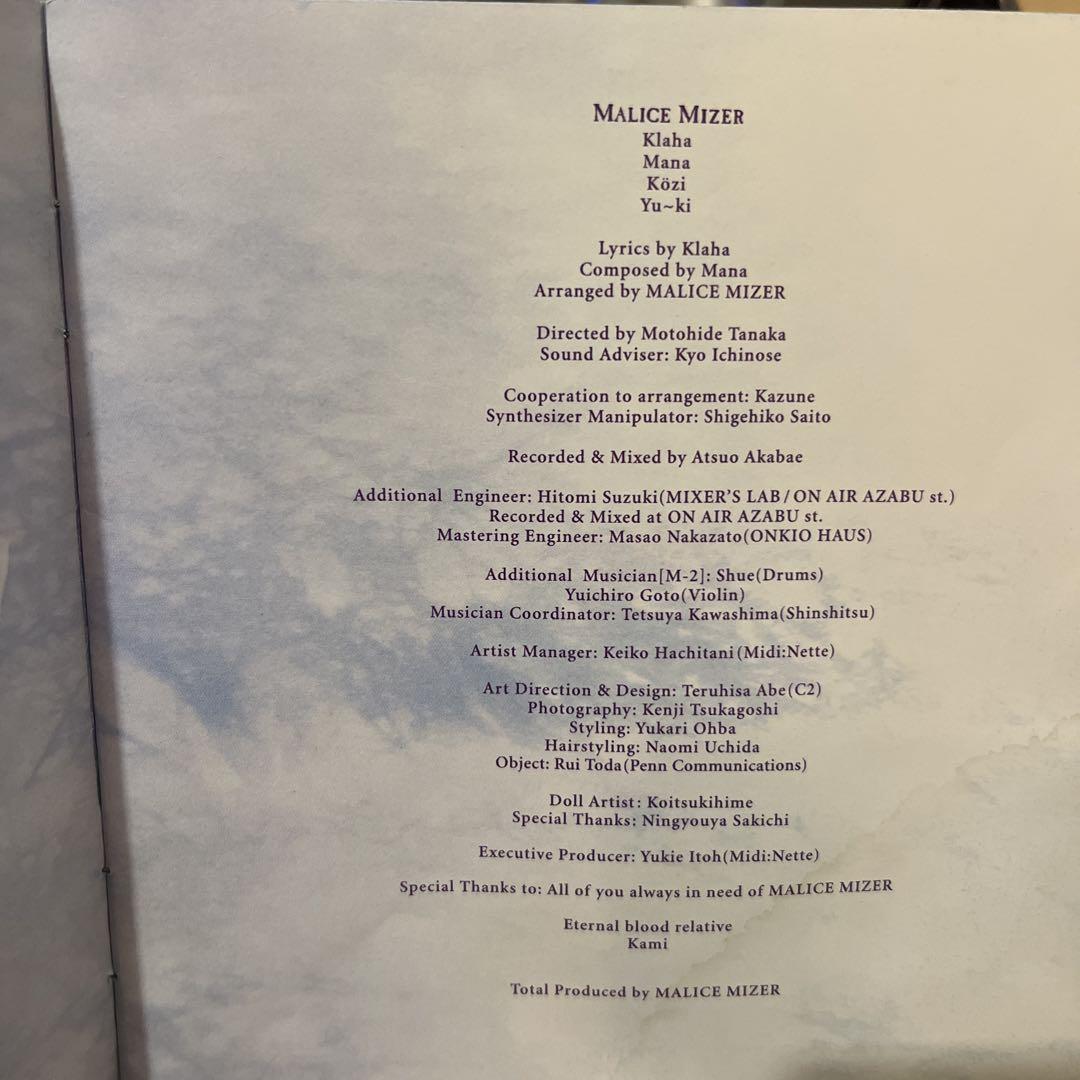 MALICE MIZER
Klaha
Mana
Közi
Yu~ki
Lyrics by Klaha
Composed by Mana
Arranged by MALICE MIZER
Directed by Motohide Tanaka
Sound Adviser: Kyo Ichinose
Cooperation to arrangement: Kazune
Synthesizer Manipulator: Shigehiko Saito
Recorded & Mixed by Atsuo Akabae
Additional Engineer: Hitomi Suzuki(MIXER'S LAB/ON AIR AZABU st.)
Recorded & Mixed at ON AIR AZABU st.
Mastering Engineer: Masao Nakazato(ONKIO HAUS)
Additional Musician[M-2]: Shue(Drums)
Yuichiro Goto(Violin)
Musician Coordinator: Tetsuya Kawashima(Shinshitsu)
Artist Manager: Keiko Hachitani(Midi:Nette)
Art Direction & Design: Teruhisa Abe(C2)
Photography: Kenji Tsukagoshi
Styling: Yukari Ohba
Hairstyling: Naomi Uchida
Object: Rui Toda(Penn Communications)
Doll Artist: Koitsukihime
Special Thanks: Ningyouya Sakichi
Executive Producer: Yukie Itoh(Midi:Nette)
Special Thanks to: All of you always in need of MALICE MIZER
Eternal blood relative
Kami
Total Produced by MALICE MIZER